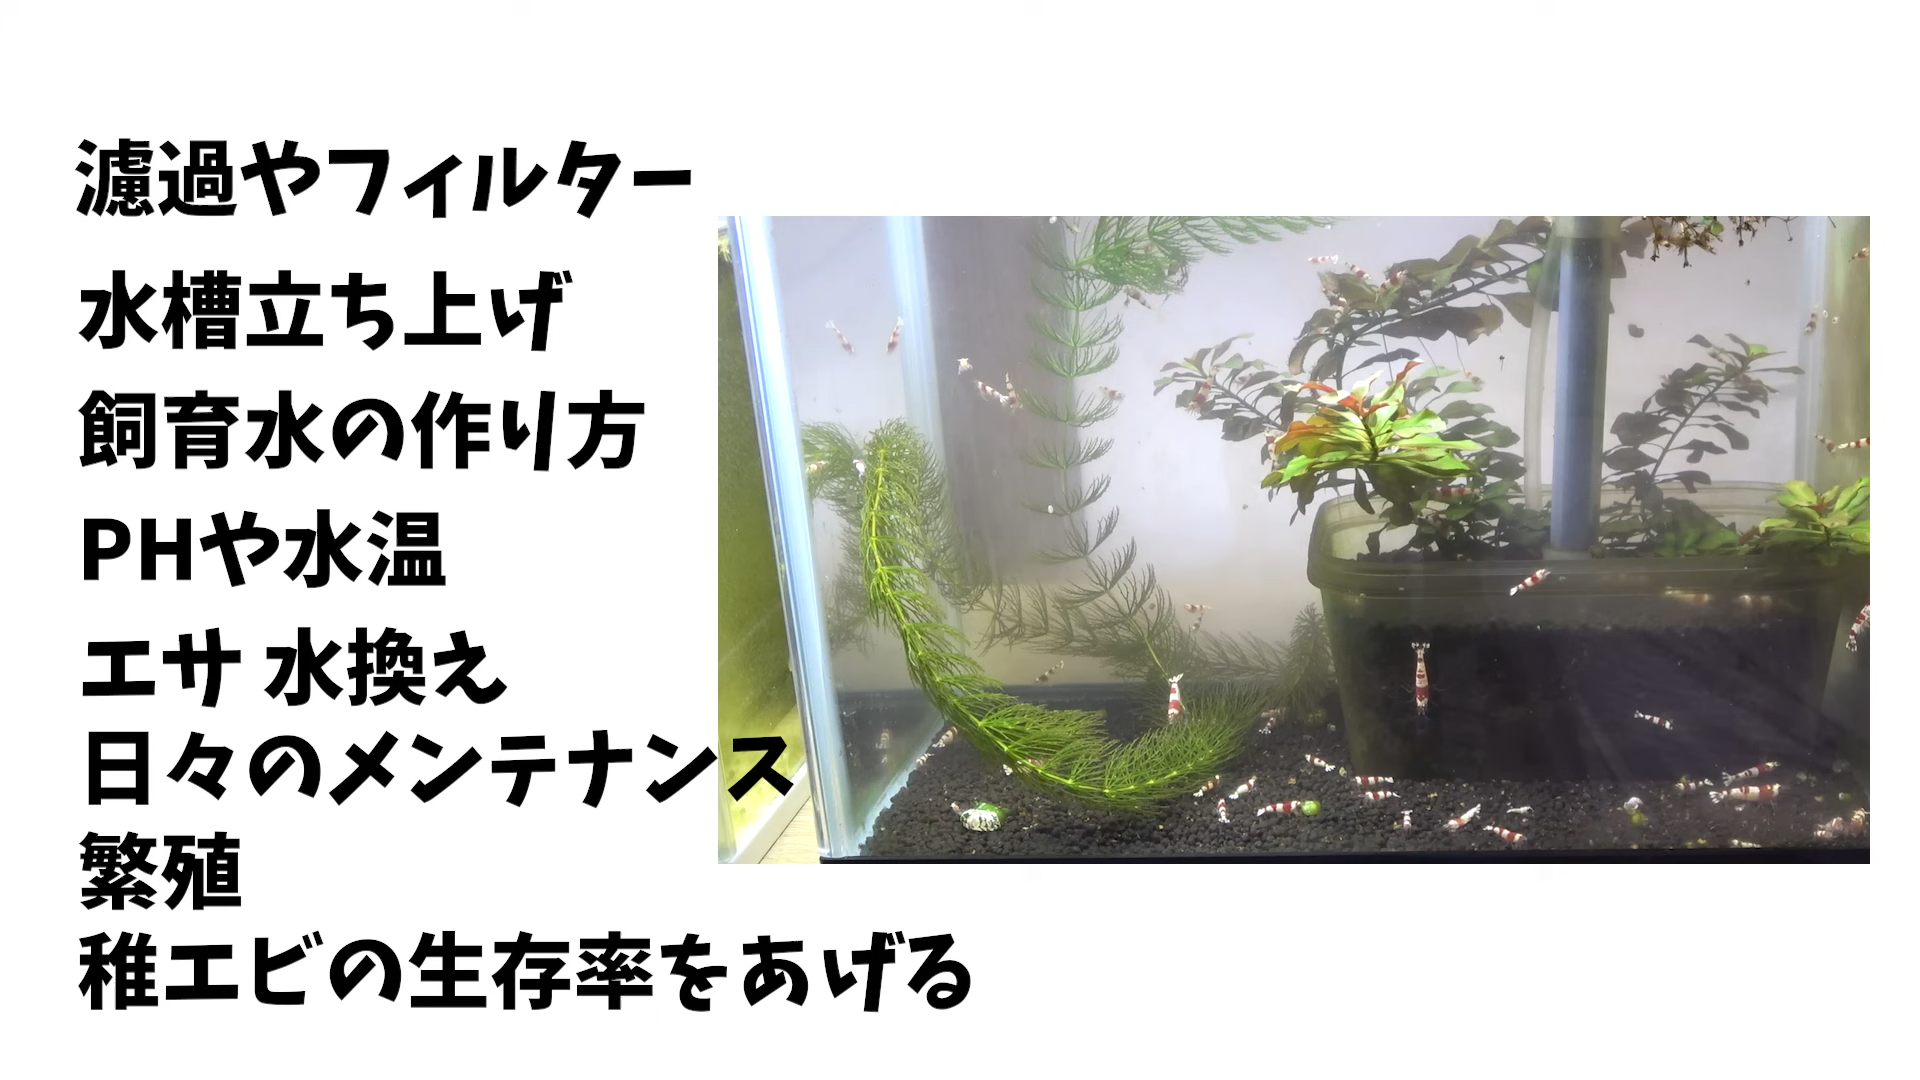 濾過やフィルター
水槽立ち上げ
飼育水の作り方
PHや水温
エサ 水換え
日々のメンテナンス
繁殖
稚エビの生存率をあげる